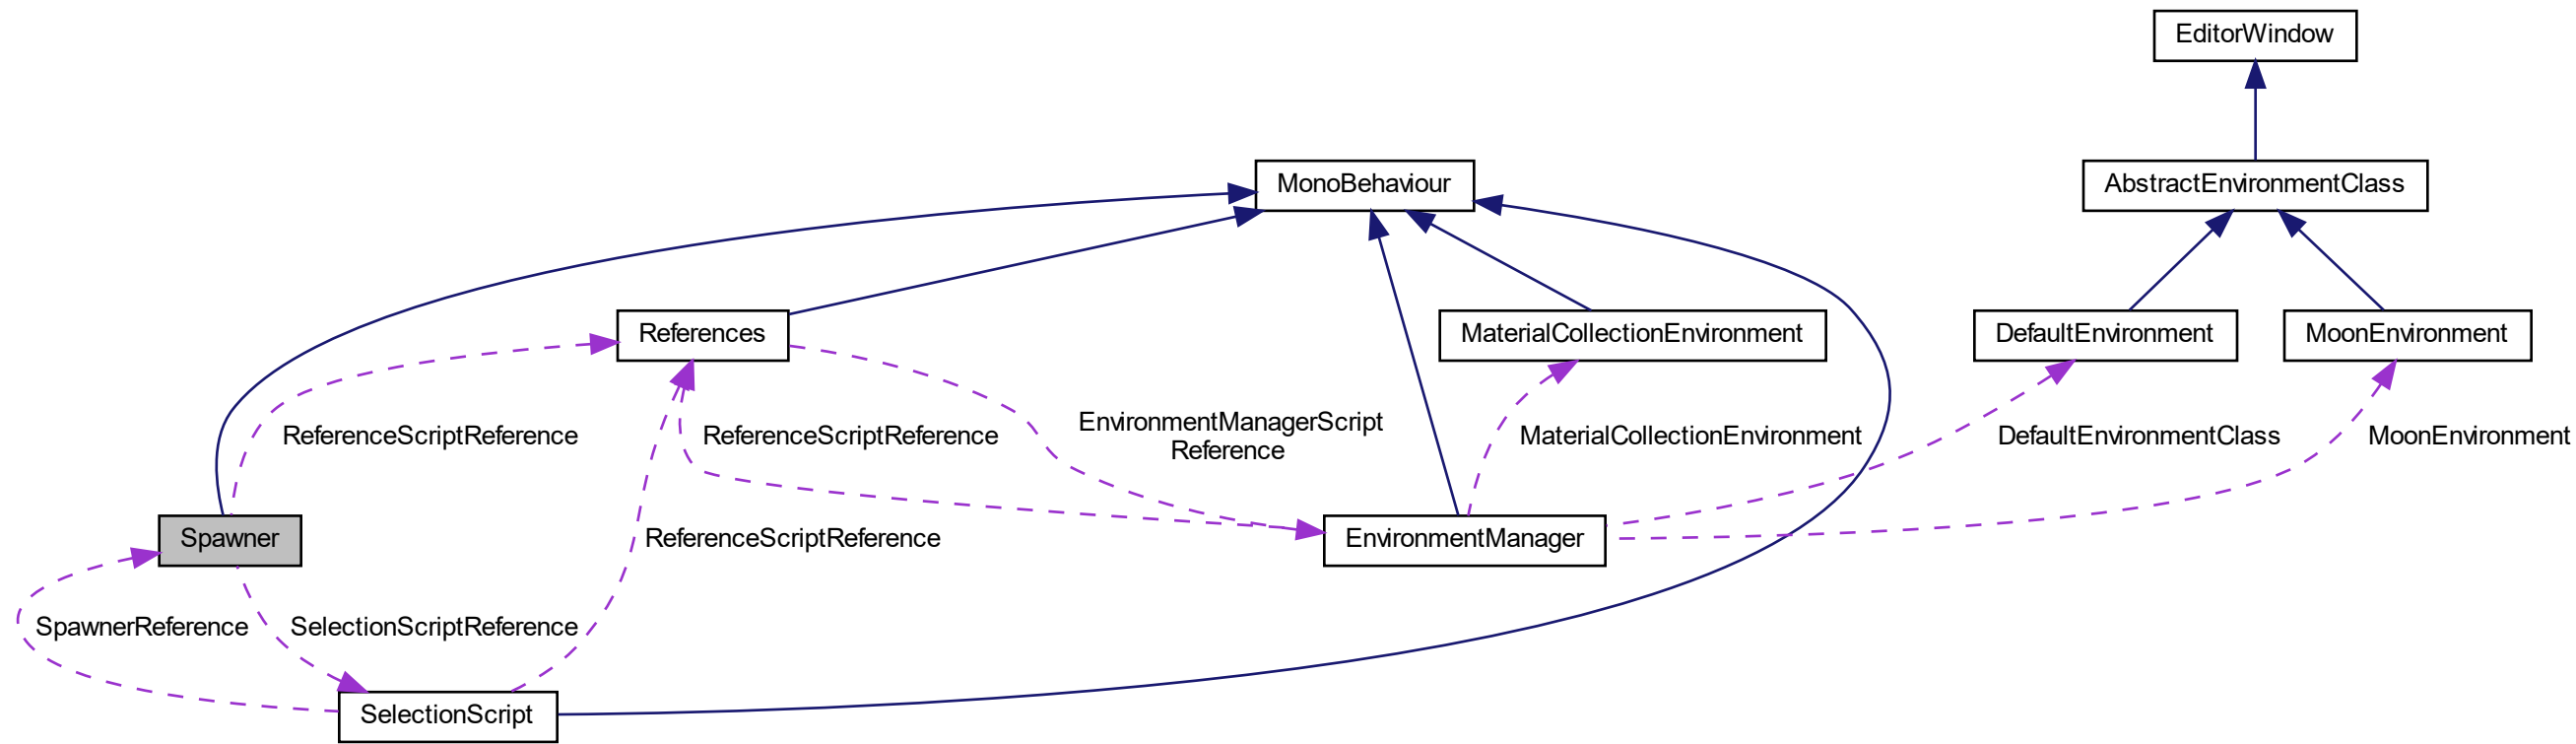 EditorWindow
MonoBehaviour
AbstractEnvironmentClass
References
MaterialCollectionEnvironment
DefaultEnvironment
MoonEnvironment
ReferenceScriptReference
ReferenceScriptReference
EnvironmentManagerScript
Reference
MaterialCollectionEnvironment
DefaultEnvironmentClass
MoonEnvironment
Spawner
ReferenceScriptReference
EnvironmentManager
SpawnerReference
SelectionScriptReference
SelectionScript